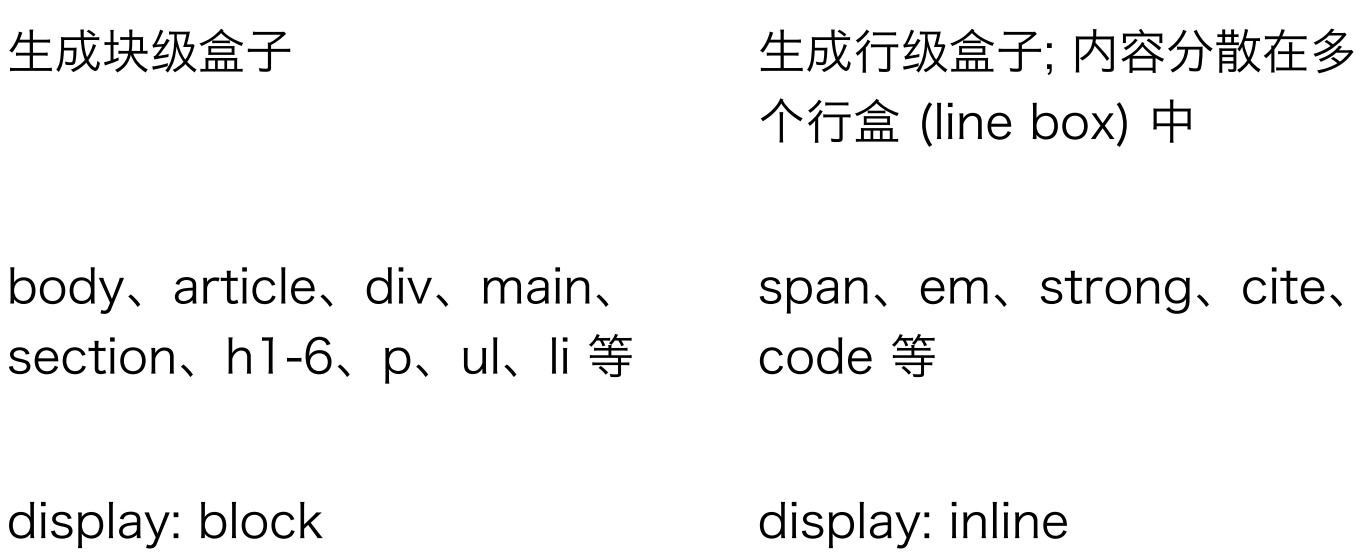 生成块级盒子
生成行级盒子; 内容分散在多
个行盒 (line box) 中
body、article、div、main、
section、h1-6、p、ul、li 等
span、em、strong、cite、
code 等
display: block
display: inline